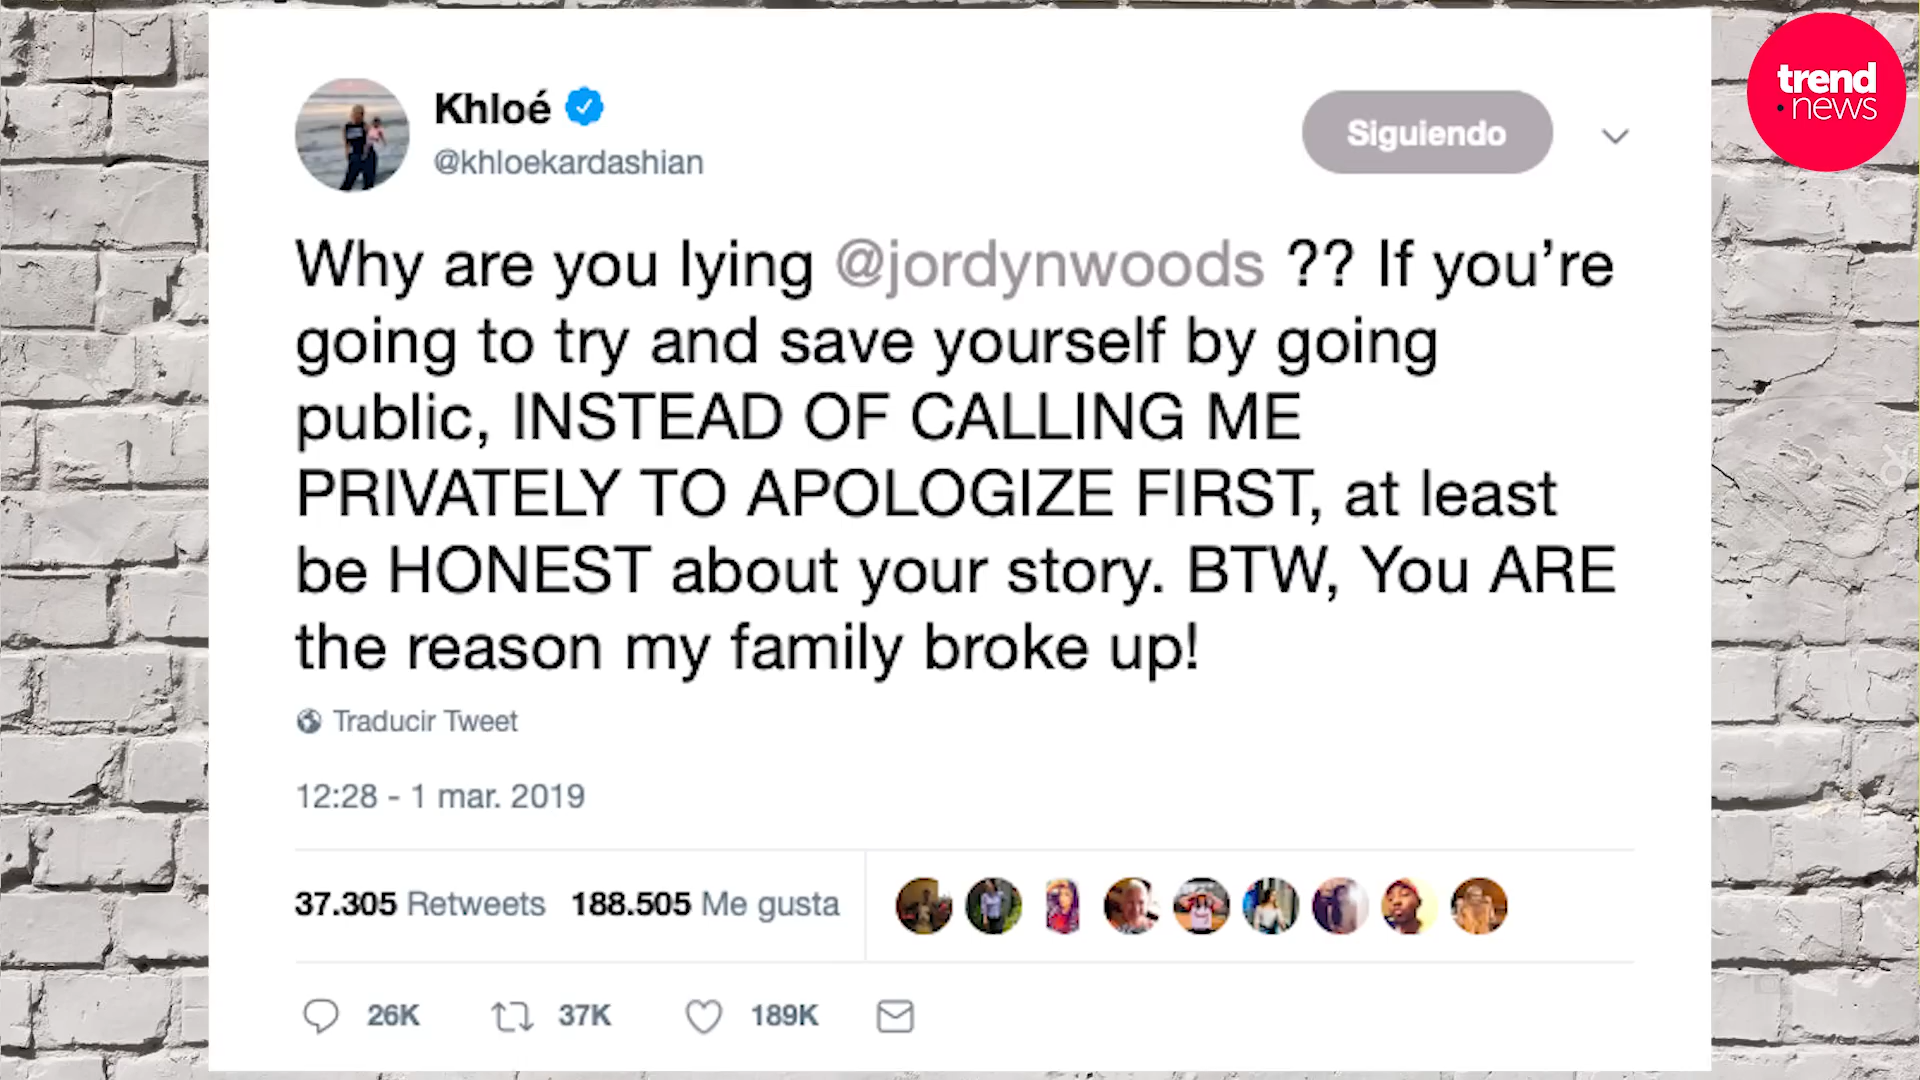 trend
news
Khloé
@khloekardashian
Siguiendo
Why are you lying @jordynwoods ?? If you’re
going to try and save yourself by going
public, INSTEAD OF CALLING ME
PRIVATELY TO APOLOGIZE FIRST, at least
be HONEST about your story. BTW, You ARE
the reason my family broke up!
Traducir Tweet
12:28 - 1 mar. 2019
37.305 Retweets 188.505 Me gusta
26K 37K 189K